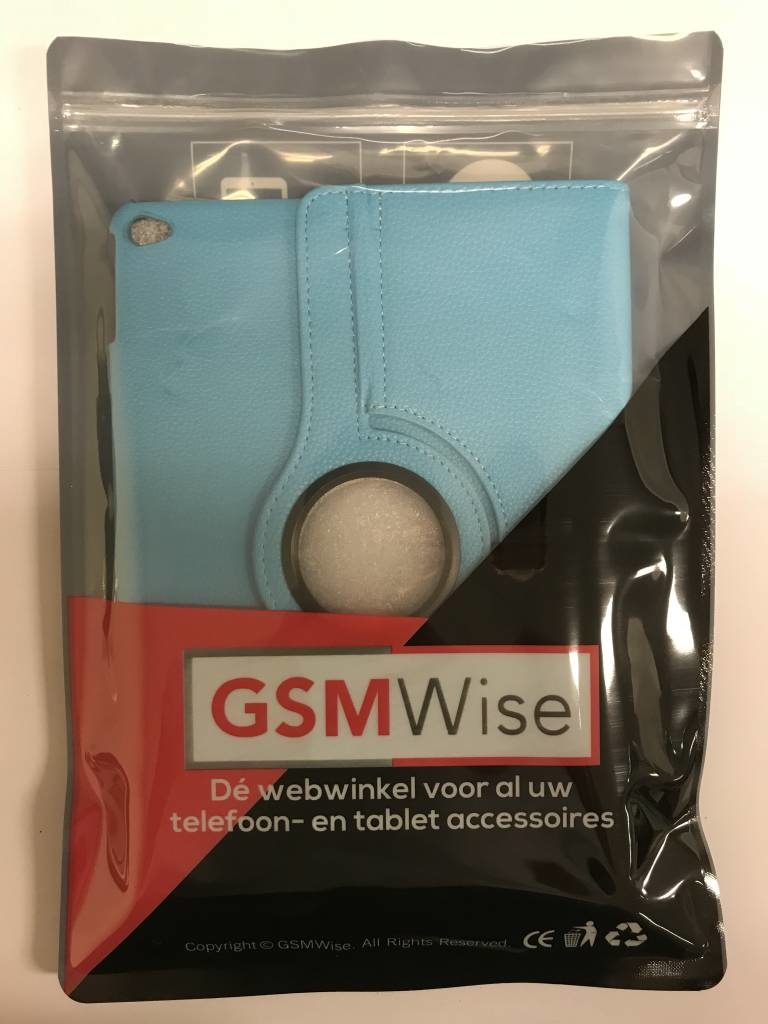 GSMWise
Dé webwinkel voor al uw
telefoon- en tablet accessoires
Copyright © GSMWise. All Rights Reserved. CE